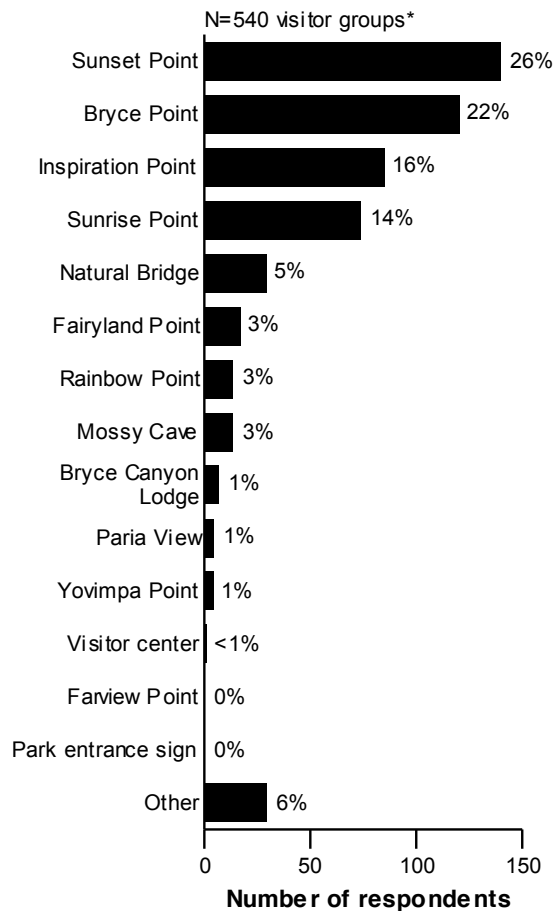 N=540 visitor groups*
Sunset Point 26%
Bryce Point 22%
Inspiration Point 16%
Sunrise Point 14%
Natural Bridge 5%
Fairyland Point 3%
Rainbow Point 3%
Mossy Cave 3%
Bryce Canyon
Lodge 1%
Paria View 1%
Yovimpa Point 1%
Visitor center <1%
Farview Point 0%
Park entrance sign 0%
Other 6%
0 50 100 150
Number of respondents